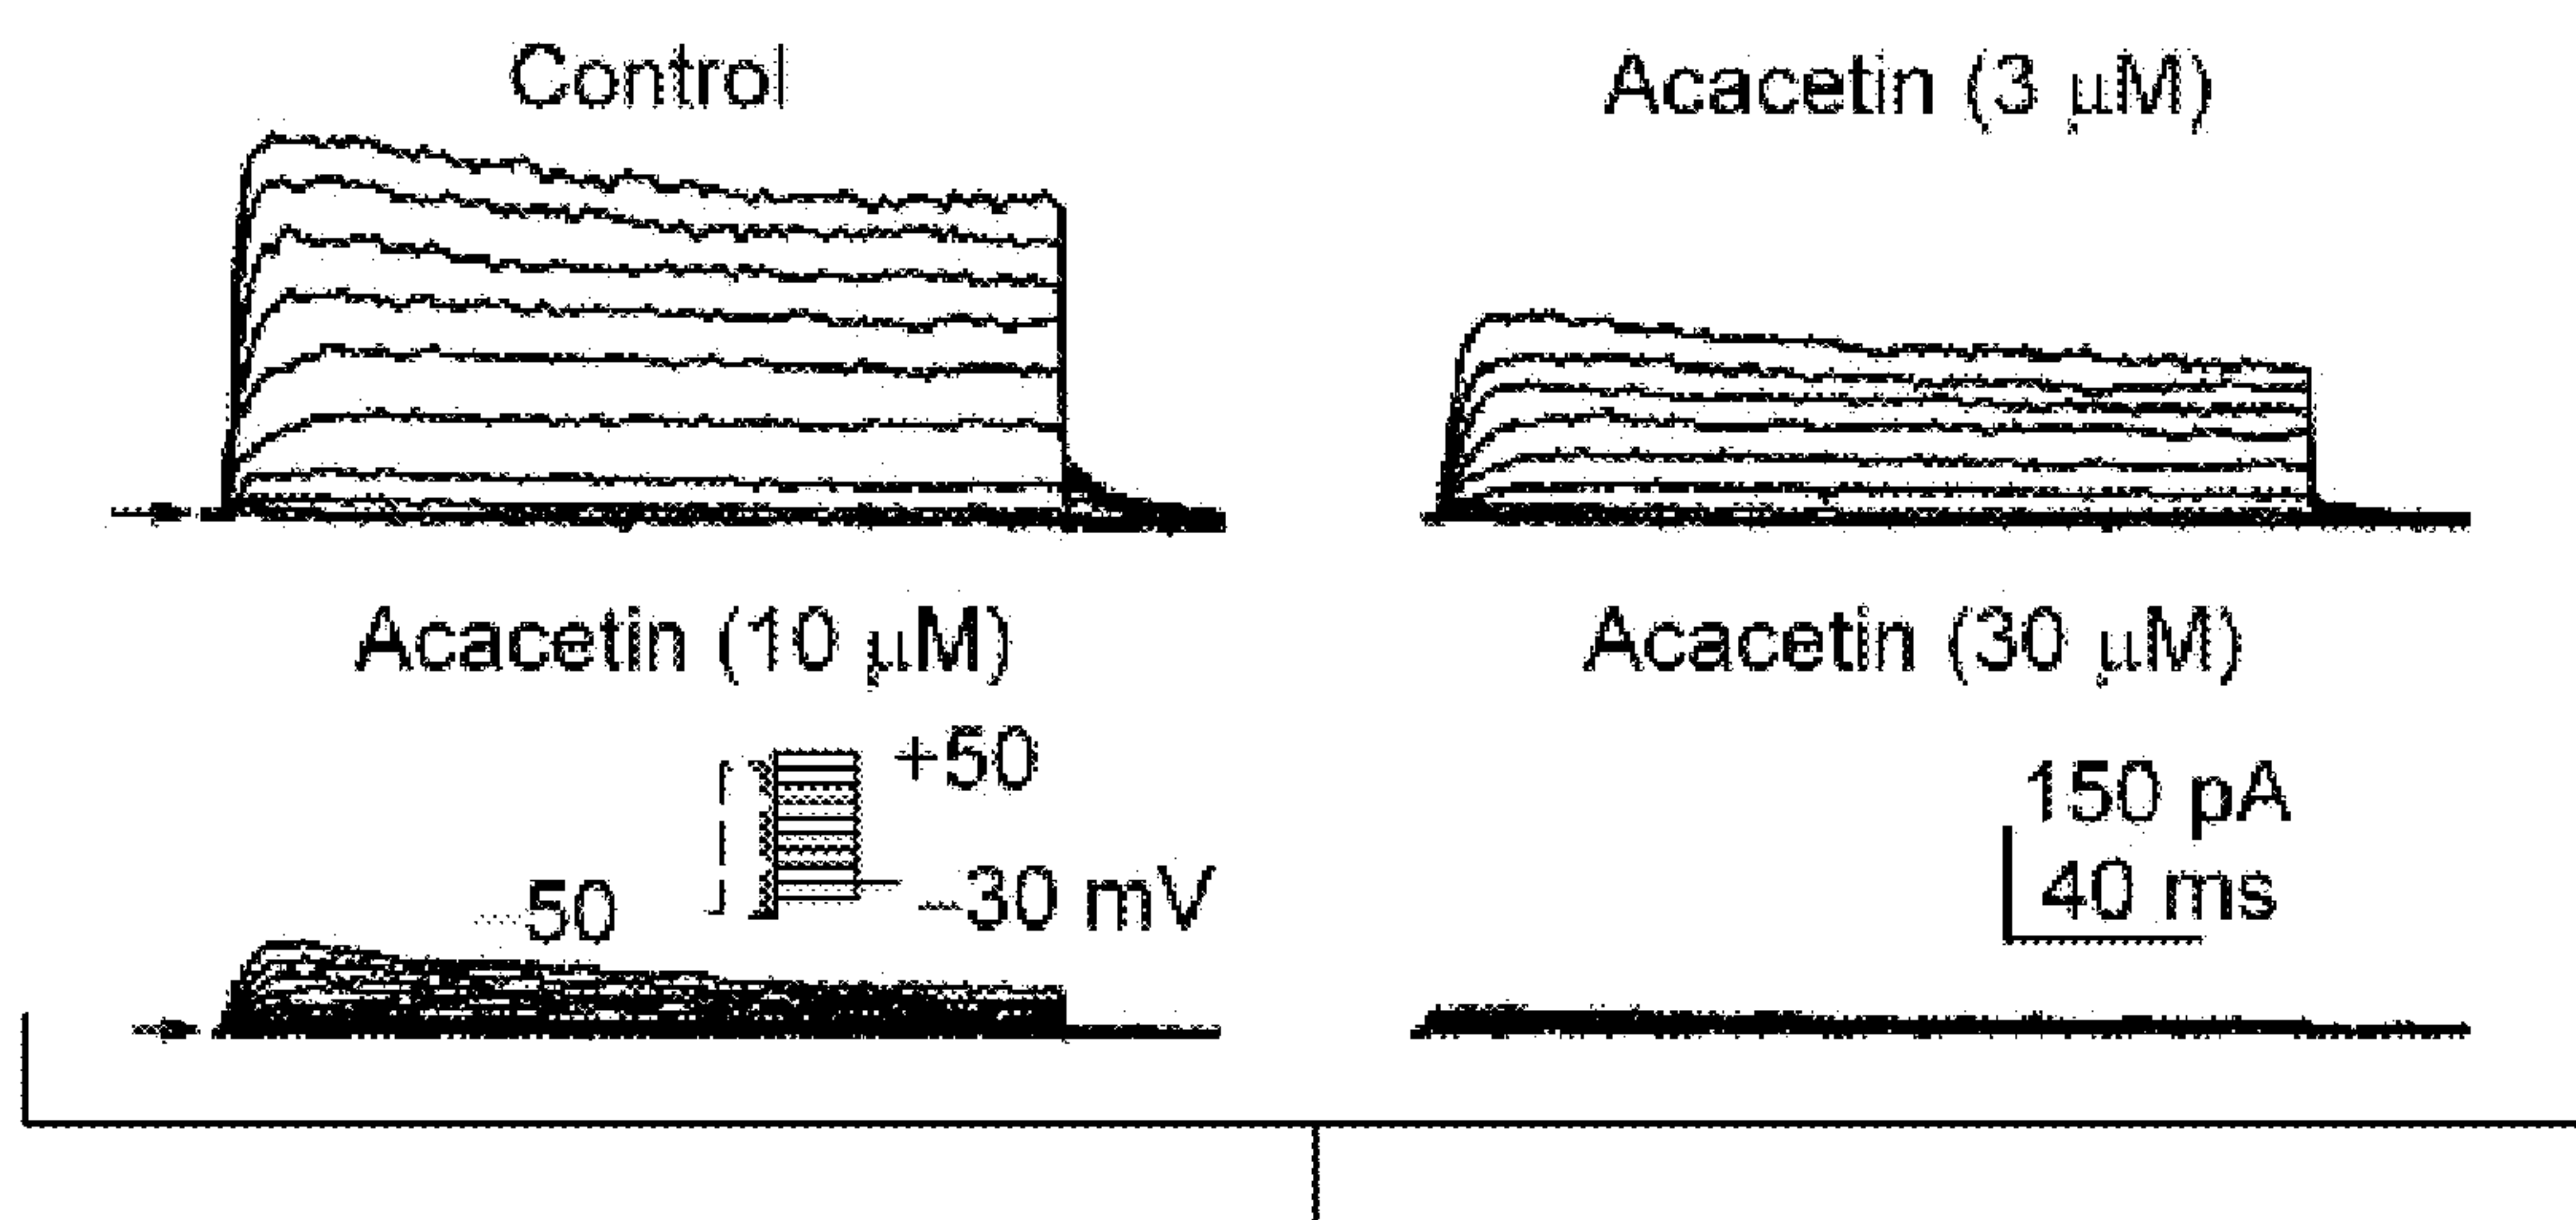 Control
Acacetin (3 μM)
Acacetin (10 μM)
Acacetin (30 μM)
+50
−50
−30 mV
150 pA
40 ms